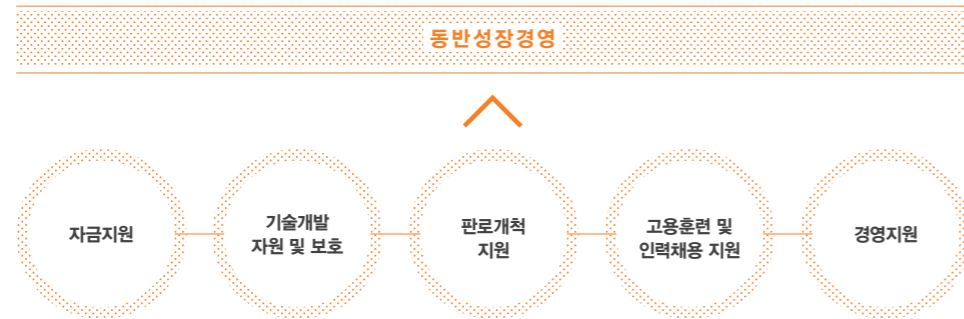 동반성장경영
자금지원
기술개발
자원 및 보호
판로개척
지원
고용훈련 및
인력채용 지원
경영지원